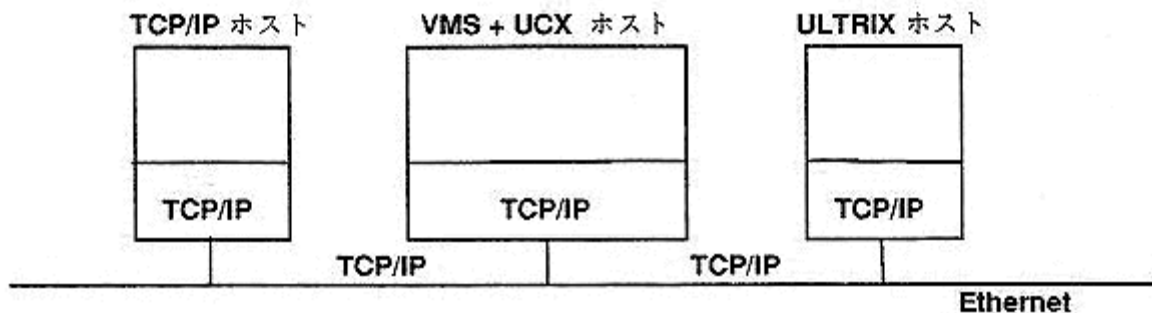 TCP/IP ホスト
VMS + UCX ホスト
ULTRIX ホスト
TCP/IP
TCP/IP
TCP/IP
TCP/IP
TCP/IP
Ethernet